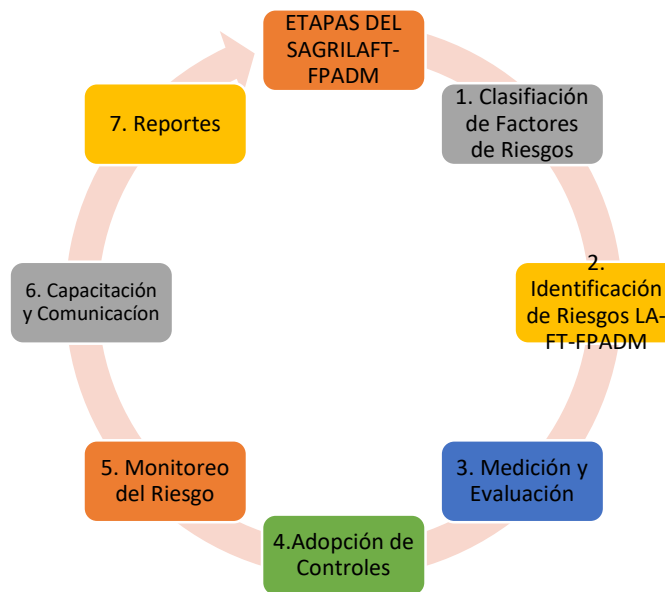 ETAPAS DEL
SAGRILAFT-
FPADM
1. Clasifiación
de Factores
de Riesgos
2.
Identificación
de Riesgos LA-
FT-FPADM
3. Medición y
Evaluación
4.Adopción de
Controles
5. Monitoreo
del Riesgo
6. Capacitación
y Comunicacíon
7. Reportes